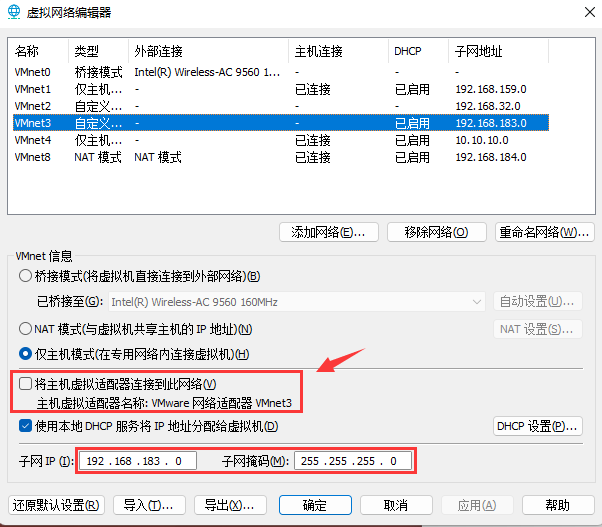 虚拟网络编辑器
名称 类型 外部连接 主机连接 DHCP 子网地址
VMnet0 桥接模式 Intel(R) Wireless-AC 9560 1... - - -
VMnet1 仅主机... - 已连接 已启用 192.168.159.0
VMnet2 自定义... - - - 192.168.32.0
VMnet3 自定义... - - 已启用 192.168.183.0
VMnet4 仅主机... - 已连接 已启用 10.10.10.0
VMnet8 NAT 模式 NAT 模式 已连接 已启用 192.168.184.0
添加网络(E)... 移除网络(O) 重命名网络(W)...
VMnet 信息
桥接模式(将虚拟机直接连接到外部网络)(B)
已桥接至(G): Intel(R) Wireless-AC 9560 160MHz 自动设置(U)...
NAT 模式(与虚拟机共享主机的 IP 地址)(N) NAT 设置(S)...
仅主机模式(在专用网络内连接虚拟机)(H)
将主机虚拟适配器连接到此网络(V)
主机虚拟适配器名称: VMware 网络适配器 VMnet3
使用本地 DHCP 服务将 IP 地址分配给虚拟机(D) DHCP 设置(P)...
子网 IP (I): 192 . 168 . 183 . 0 子网掩码(M): 255 . 255 . 255 . 0
还原默认设置(R) 导入(T)... 导出(X)... 确定 取消 应用(A) 帮助